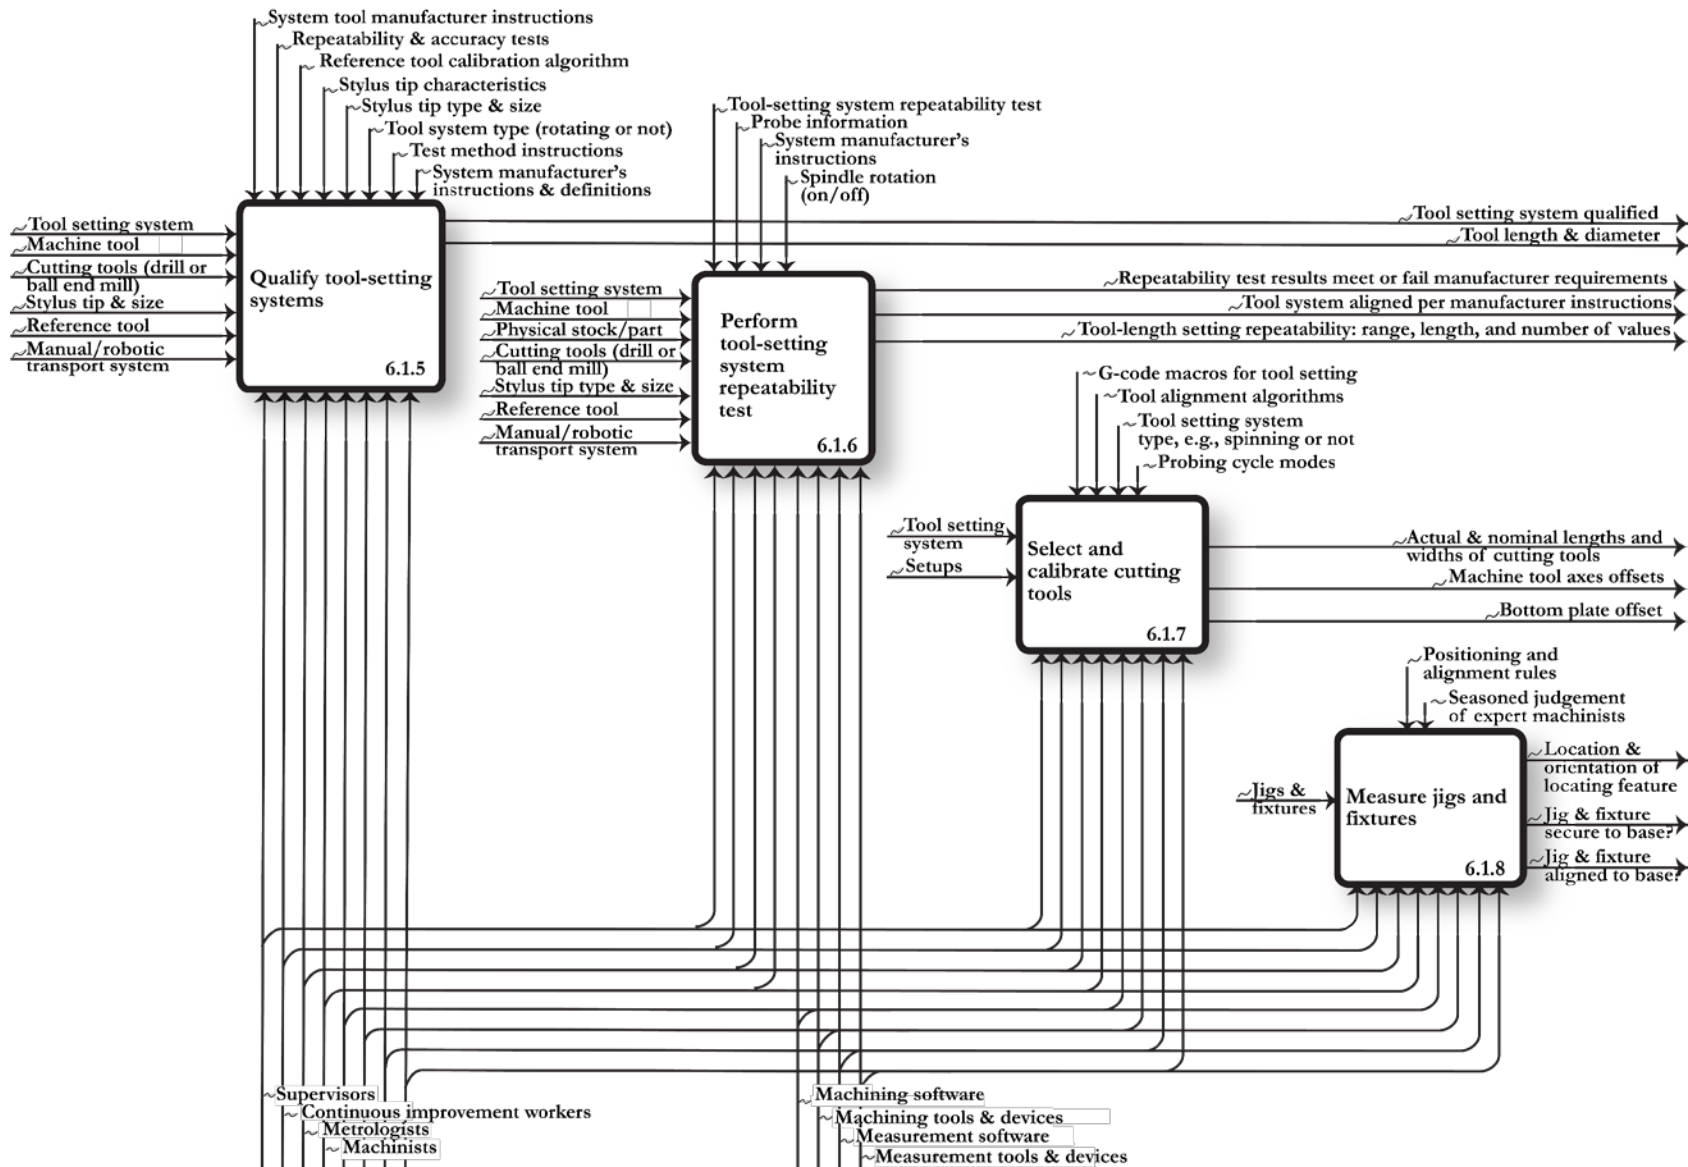 System tool manufacturer instructions
Repeatability & accuracy tests
Reference tool calibration algorithm
Stylus tip characteristics
Stylus tip type & size
Tool system type (rotating or not)
Test method instructions
System manufacturer's
instructions & definitions
Tool setting system
Machine tool
Cutting tools (drill or
ball end mill)
Stylus tip & size
Reference tool
Manual/robotic
transport system
Qualify tool-setting
systems
6.1.5
Tool setting system qualified
Tool length & diameter
Tool-setting system repeatability test
Probe information
System manufacturer's
instructions
Spindle rotation
(on/off)
Tool setting system
Machine tool
Physical stock/part
Cutting tools (drill or
ball end mill)
Stylus tip type & size
Reference tool
Manual/robotic
transport system
Perform
tool-setting
system
repeatability
test
6.1.6
Repeatability test results meet or fail manufacturer requirements
Tool system aligned per manufacturer instructions
Tool-length setting repeatability: range, length, and number of values
G-code macros for tool setting
Tool alignment algorithms
Tool setting system
type, e.g., spinning or not
Probing cycle modes
Tool setting
system
Setups
Select and
calibrate cutting
tools
6.1.7
Actual & nominal lengths and
widths of cutting tools
Machine tool axes offsets
Bottom plate offset
Positioning and
alignment rules
Seasoned judgement
of expert machinists
Jigs &
fixtures
Measure jigs and
fixtures
6.1.8
Location &
orientation of
locating feature
Jig & fixture
secure to base?
Jig & fixture
aligned to base?
Supervisors
Continuous improvement workers
Metrologists
Machinists
Machining software
Machining tools & devices
Measurement software
Measurement tools & devices